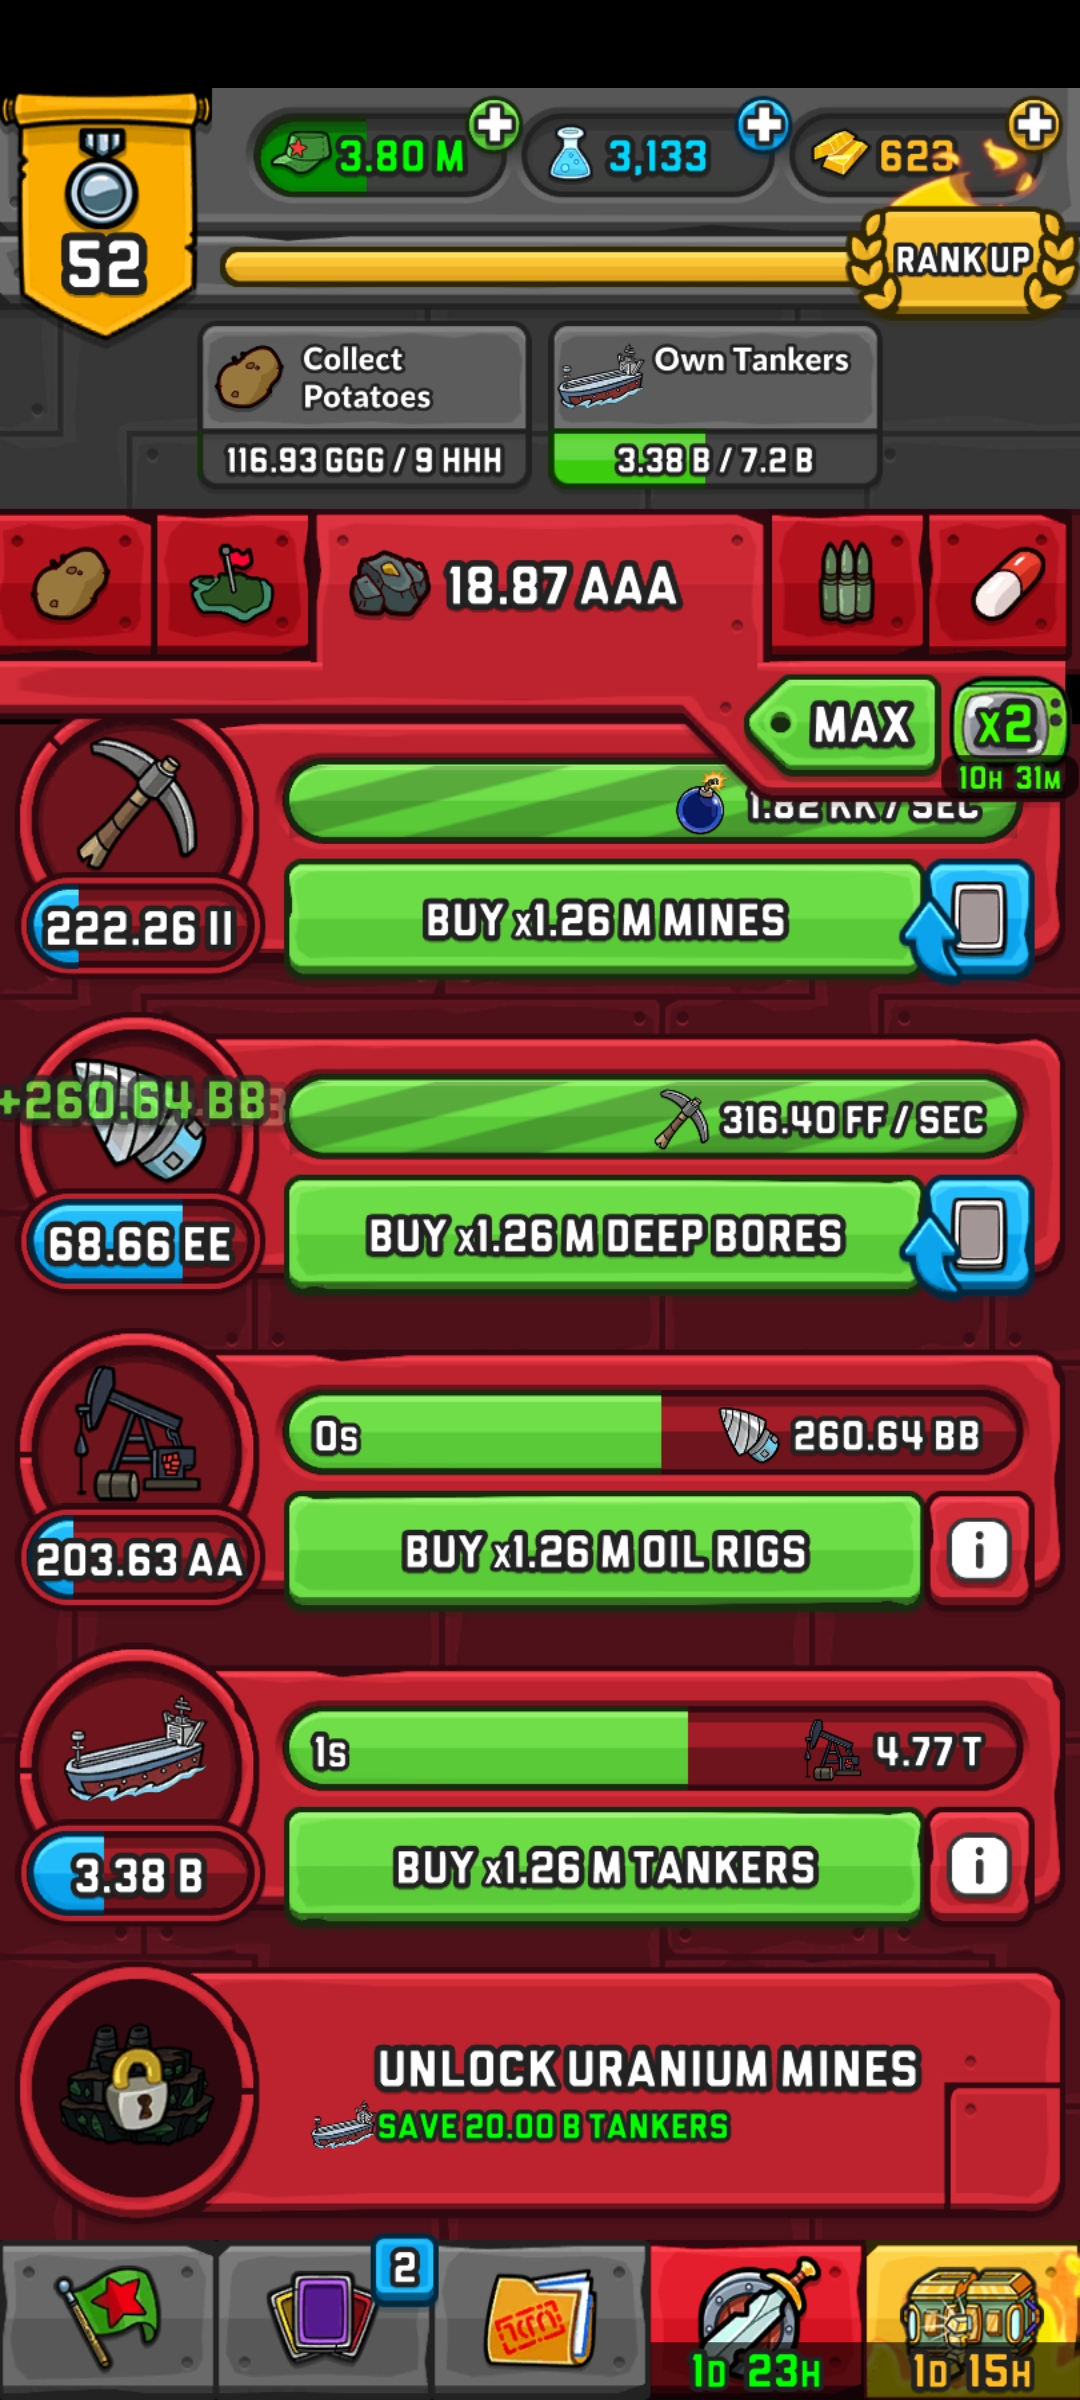 3.80 M
3,133
623
52
RANK UP
Collect
Potatoes
Own Tankers
116.93 GGG / 9 HHH
3.38 B / 7.2 B
18.87 AAA
MAX
x2
10H 31M
1.82 KK / SEC
222.26 II
BUY x1.26 M MINES
+260.64 BB
316.40 FF / SEC
68.66 EE
BUY x1.26 M DEEP BORES
0s
260.64 BB
203.63 AA
BUY x1.26 M OIL RIGS
i
1s
4.77 T
3.38 B
BUY x1.26 M TANKERS
i
UNLOCK URANIUM MINES
SAVE 20.00 B TANKERS
2
1D 23H
1D 15H